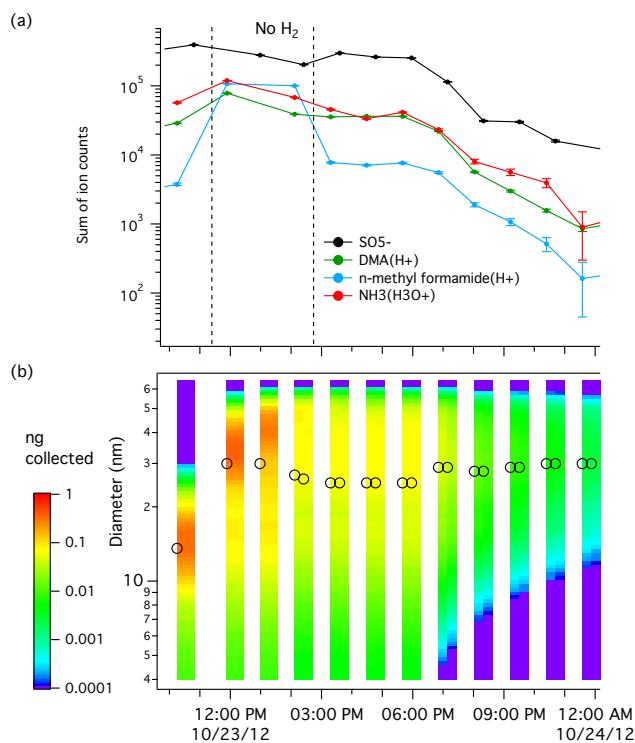 (a)
No H2
10^5
10^4
10^3
10^2
Sum of ion counts
SO5-
DMA(H+)
n-methyl formamide(H+)
NH3(H3O+)
(b)
ng
collected
1
0.1
0.01
0.001
0.0001
Diameter (nm)
6
5
4
3
2
10
9
8
7
6
5
4
12:00 PM 03:00 PM 06:00 PM 09:00 PM 12:00 AM
10/23/12 10/24/12